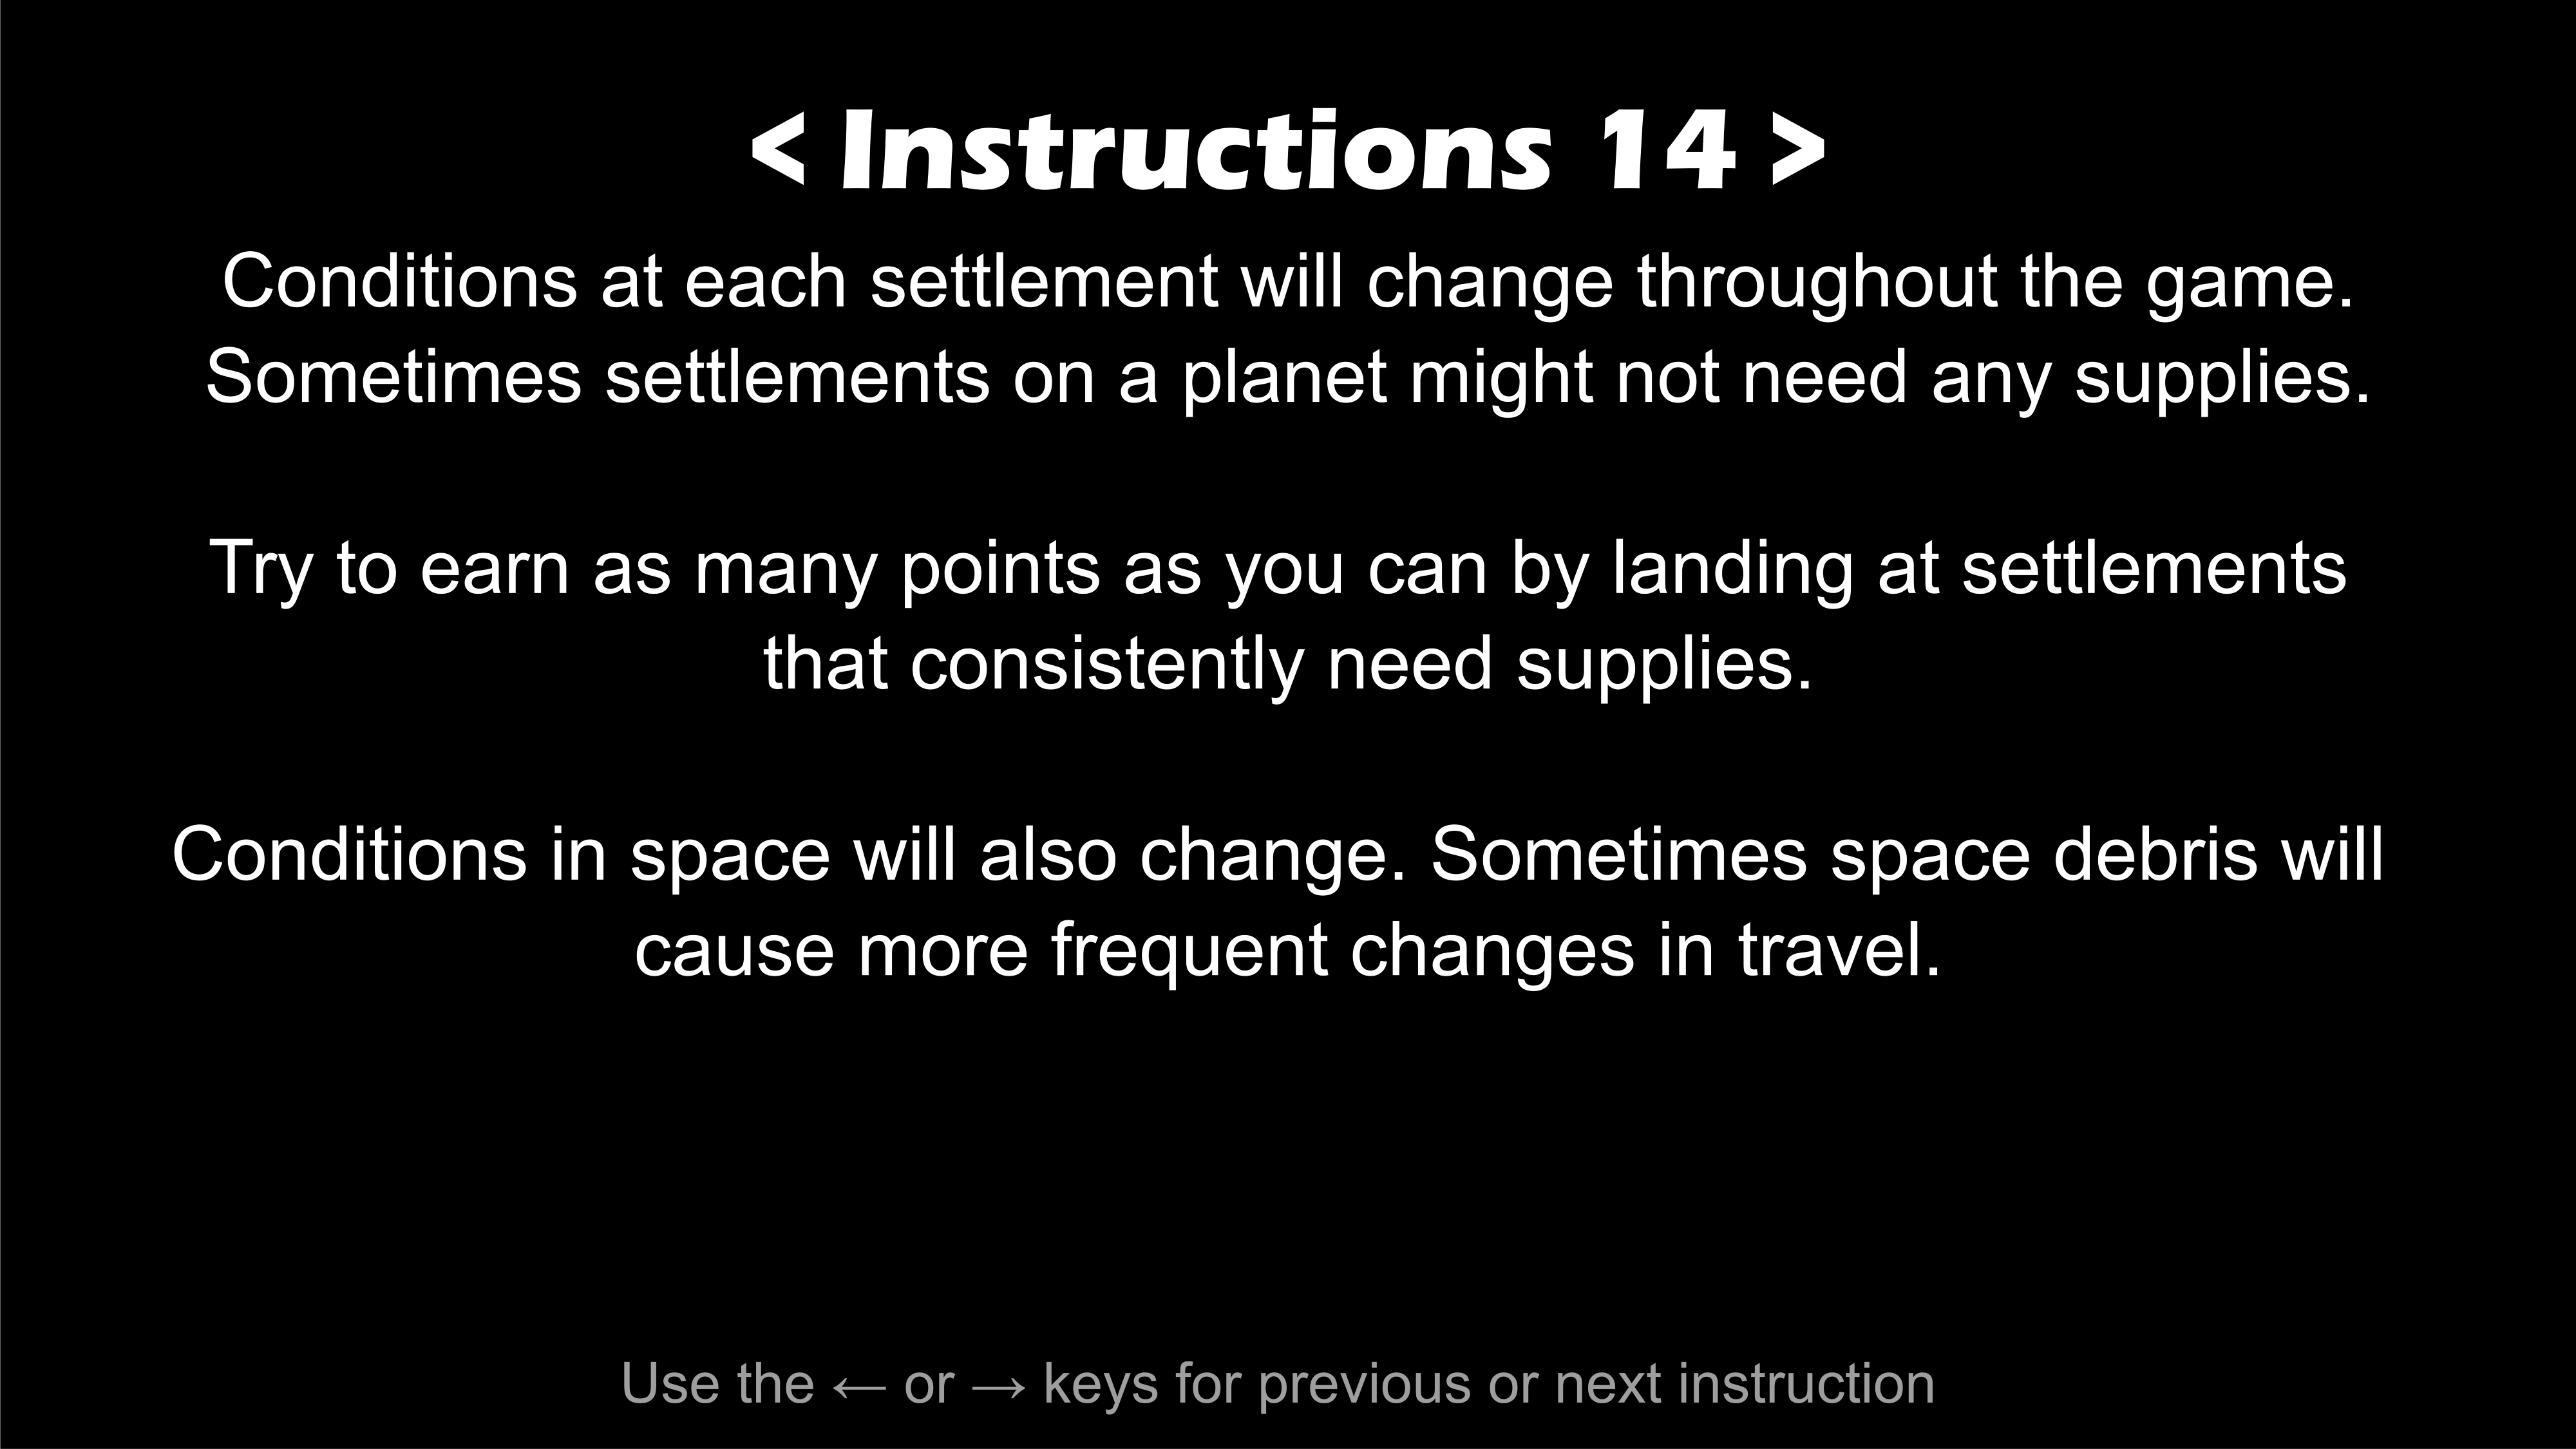 < Instructions 14 >
Conditions at each settlement will change throughout the game.
Sometimes settlements on a planet might not need any supplies.
Try to earn as many points as you can by landing at settlements
that consistently need supplies.
Conditions in space will also change. Sometimes space debris will
cause more frequent changes in travel.
Use the ← or → keys for previous or next instruction